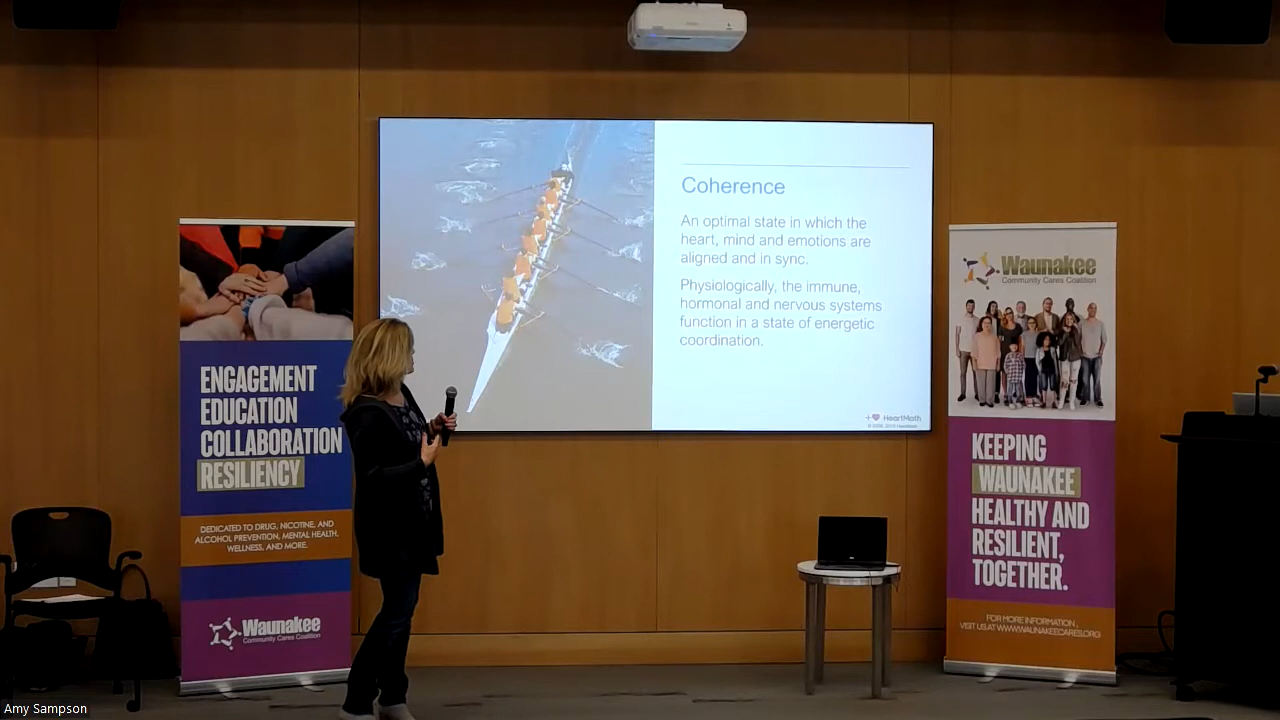 ENGAGEMENT
EDUCATION
COLLABORATION
RESILIENCY
DEDICATED TO DRUG, NICOTINE, AND
ALCOHOL PREVENTION, MENTAL HEALTH,
WELLNESS, AND MORE.
Waunakee
Community Cares Coalition
Coherence
An optimal state in which the
heart, mind and emotions are
aligned and in sync.
Physiologically, the immune,
hormonal and nervous systems
function in a state of energetic
coordination.
HeartMath
Waunakee
Community Cares Coalition
KEEPING
WAUNAKEE
HEALTHY AND
RESILIENT,
TOGETHER.
FOR MORE INFORMATION,
VISIT US AT WWW.WAUNAKEECARES.ORG
Amy Sampson